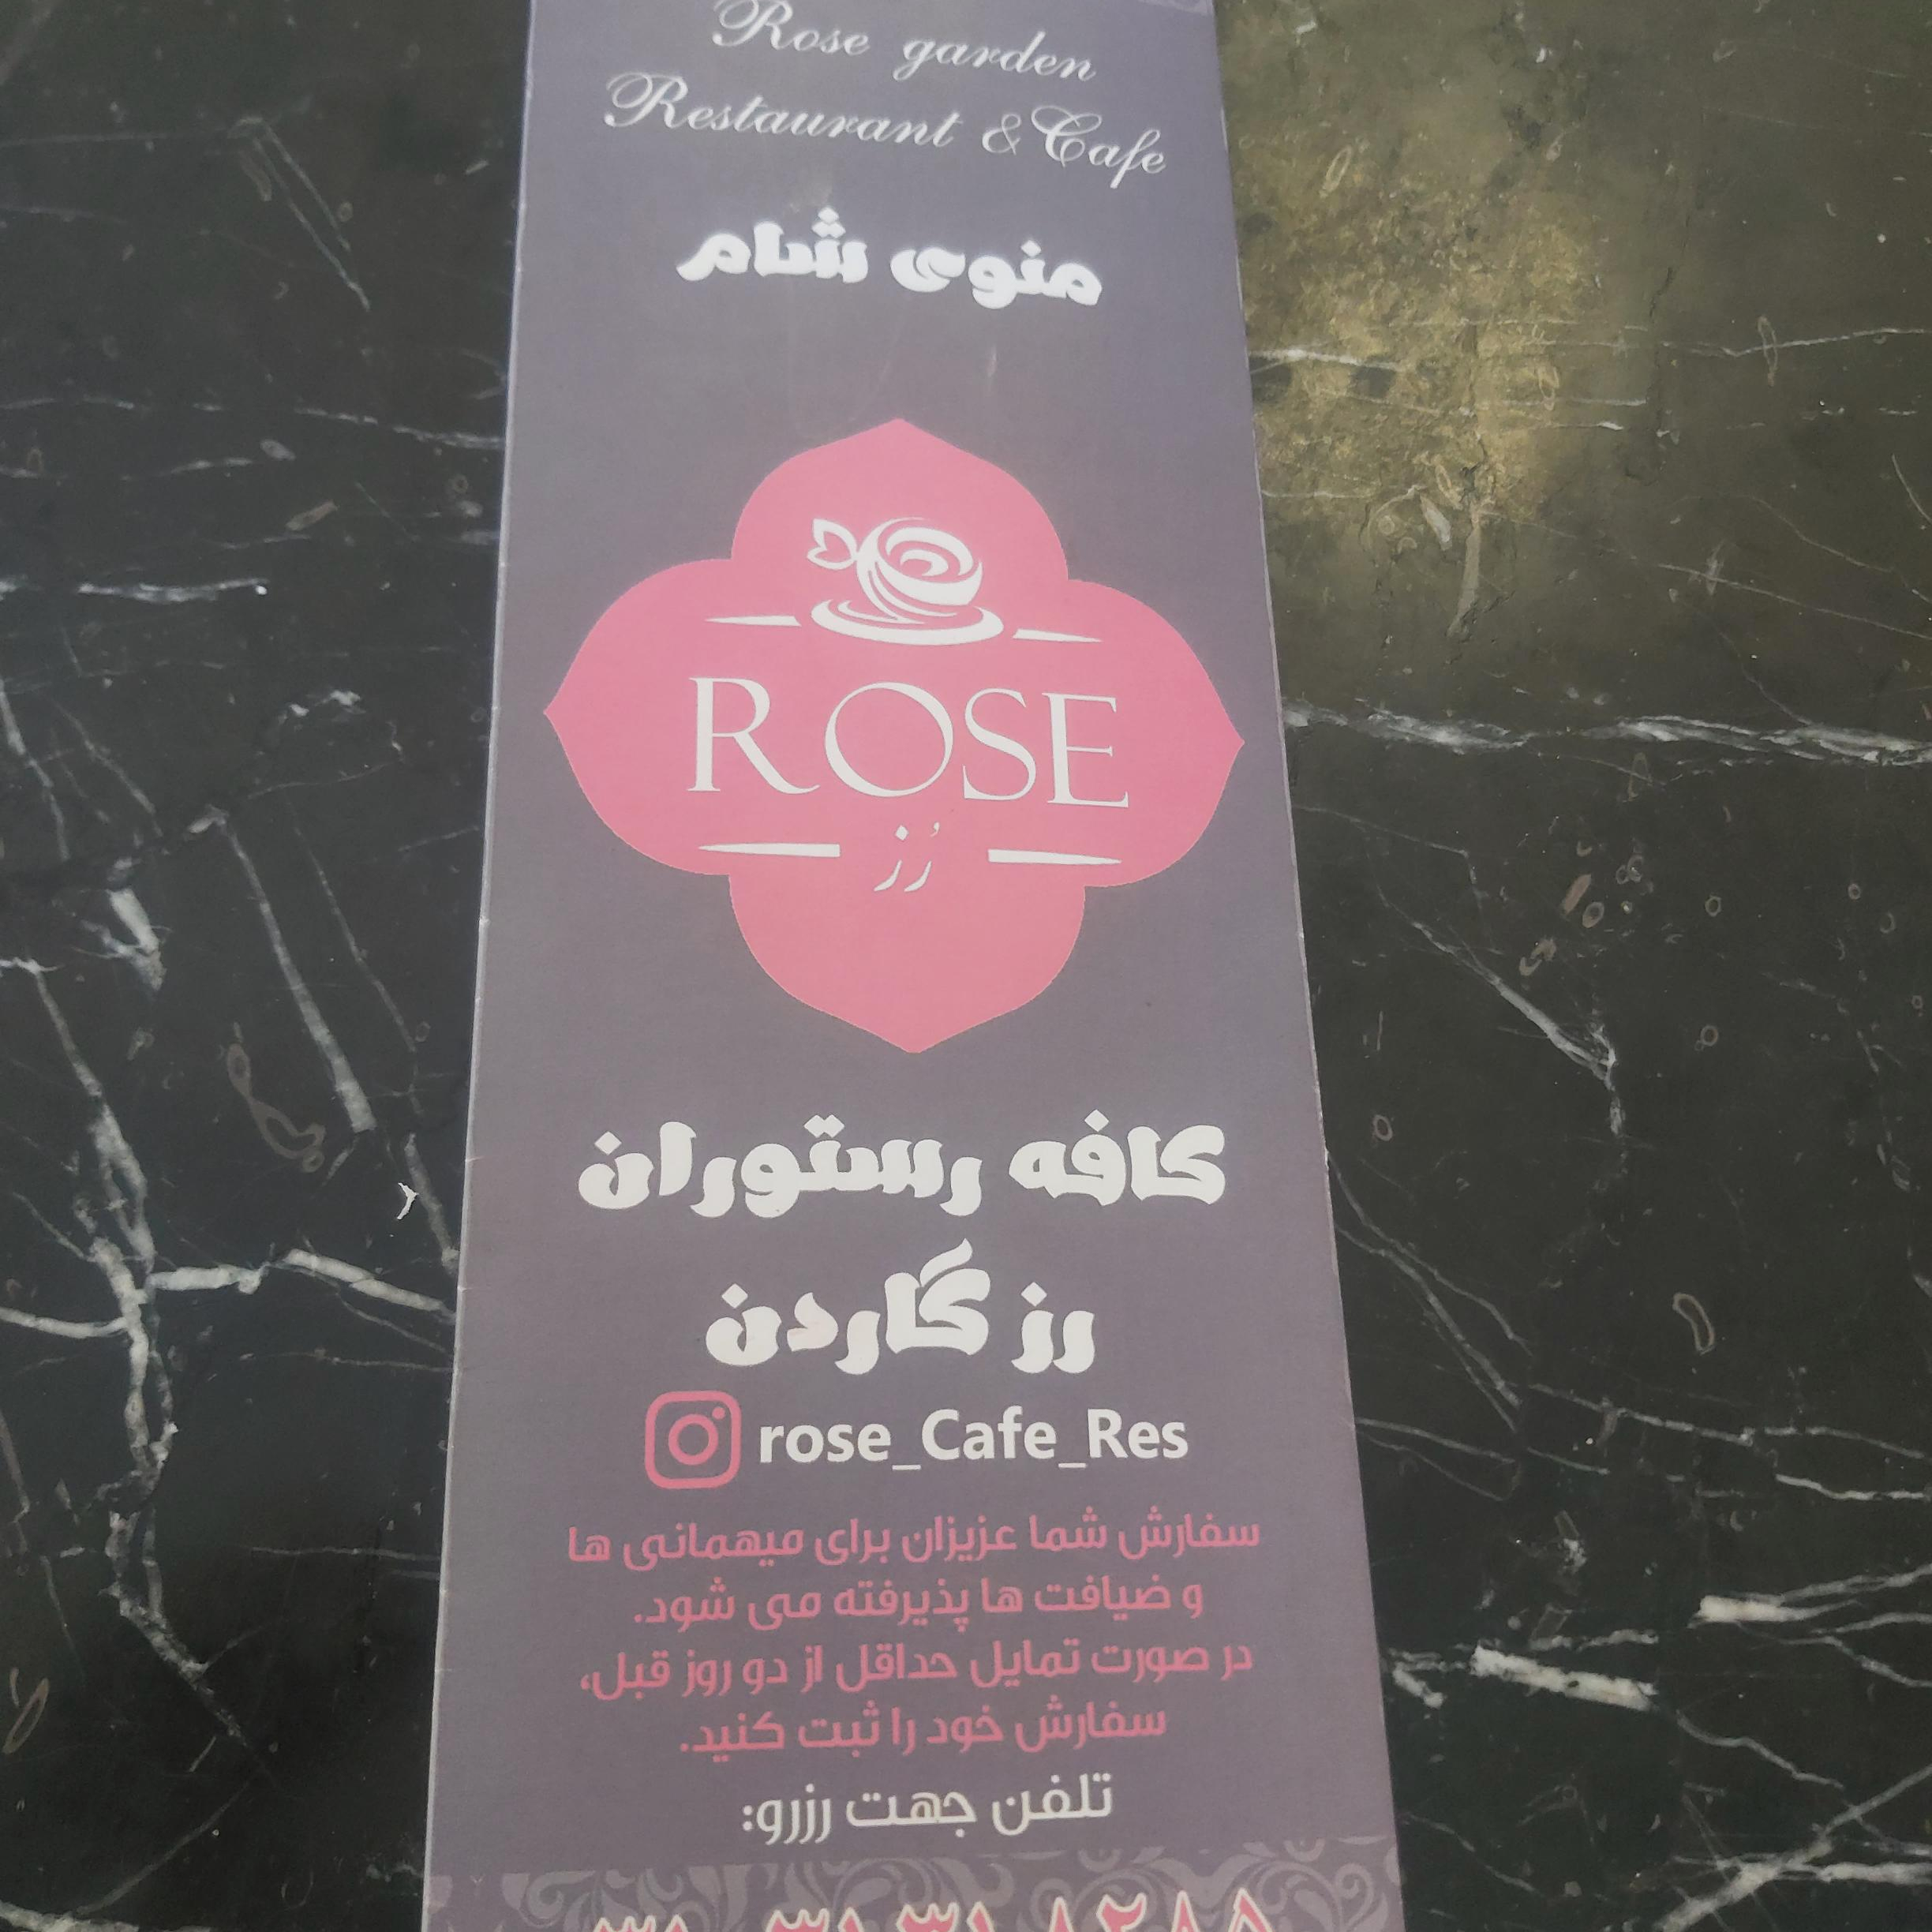 Rose garden
Restaurant & Cafe
منوی شام
ROSE
رُز
کافه رستوران
رز گاردن
rose_Cafe_Res
سفارش شما عزیزان برای میهمانی ها
و ضیافت ها پذیرفته می شود.
در صورت تمایل حداقل از دو روز قبل،
سفارش خود را ثبت کنید.
تلفن جهت رزرو: